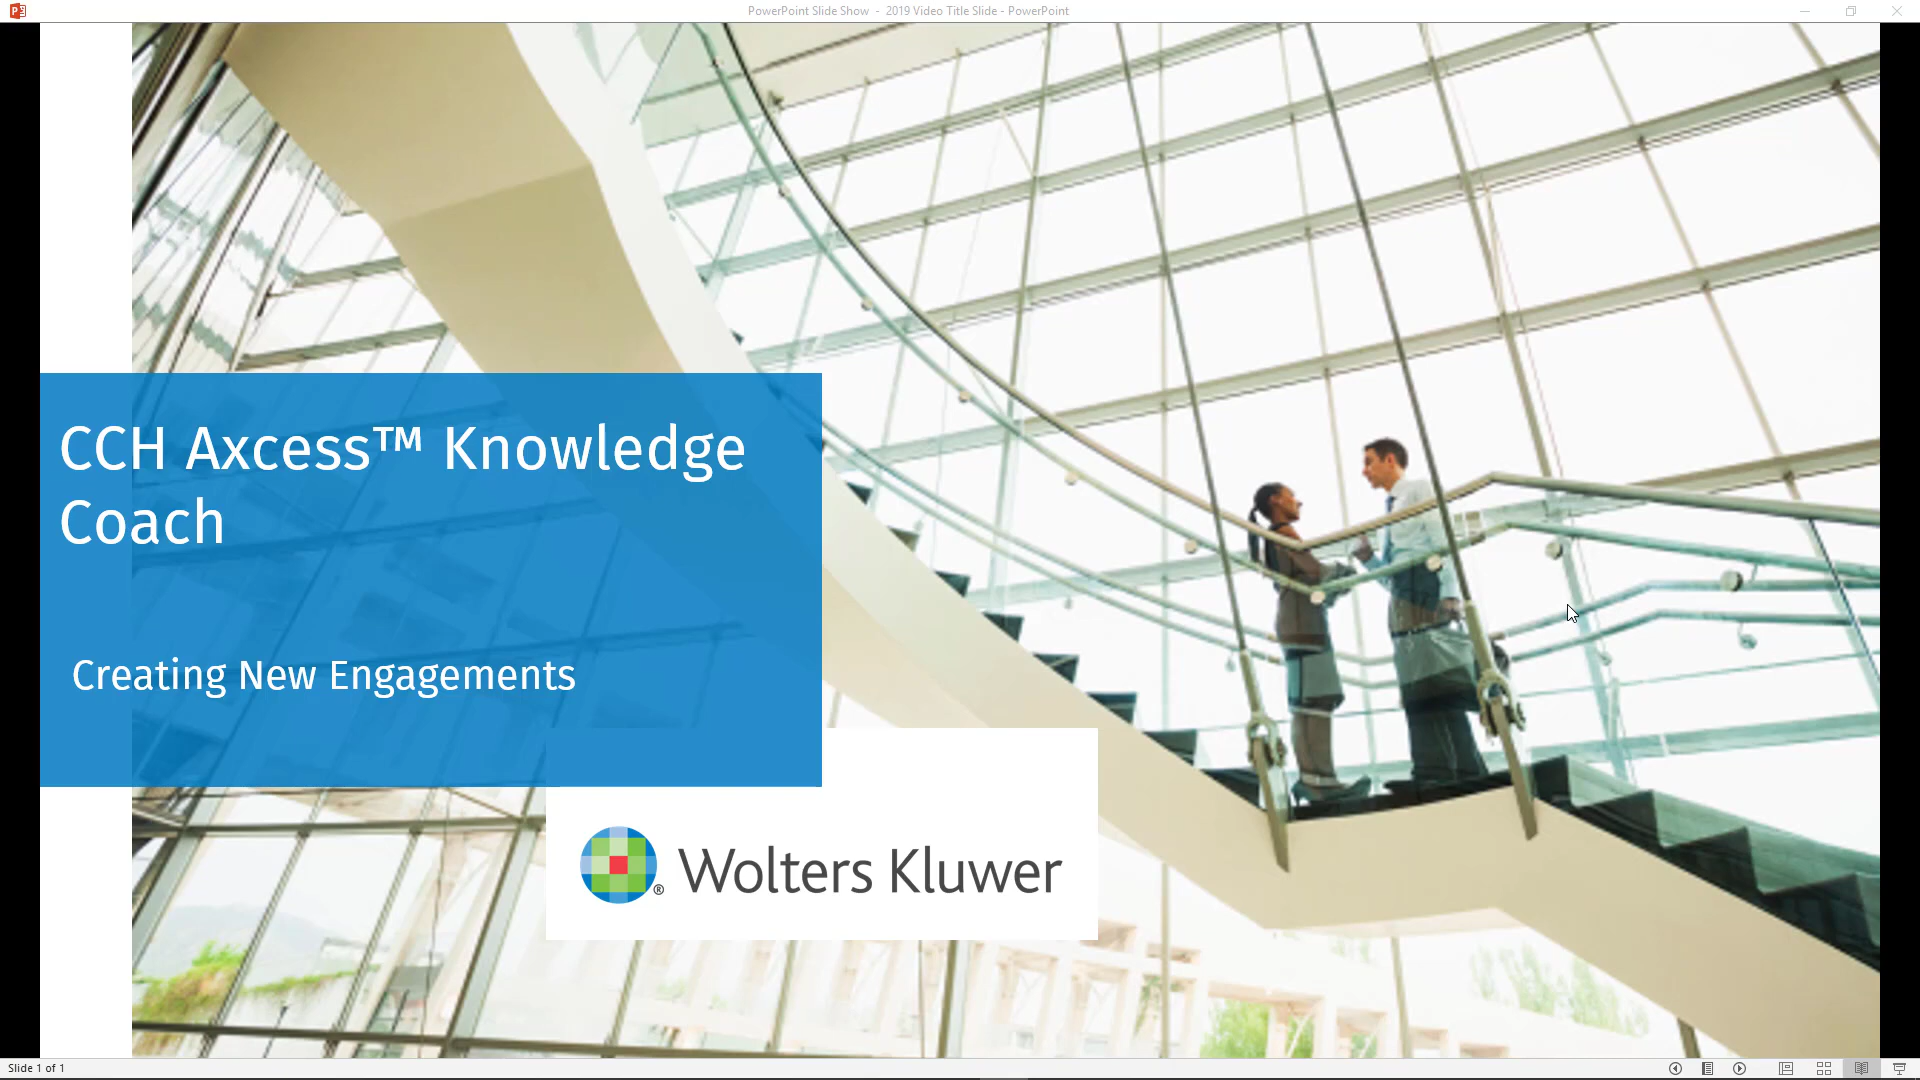 PowerPoint Slide Show - 2019 Video Title Slide - PowerPoint
CCH Axcess™ Knowledge
Coach
Creating New Engagements
® Wolters Kluwer
Slide 1 of 1